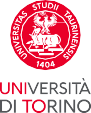 UNIVERSITAS STUDII TAURINENSIS
1404
UNIVERSITÀ
DI TORINO